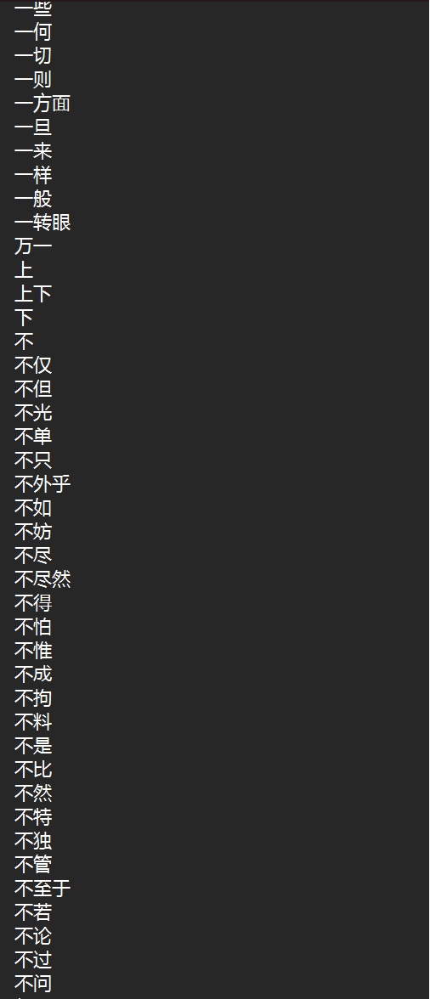 一些
一何
一切
一则
一方面
一旦
一来
一样
一般
一转眼
万一
上
上下
下
不
不仅
不但
不光
不单
不只
不外乎
不如
不妨
不尽
不尽然
不得
不怕
不惟
不成
不拘
不料
不是
不比
不然
不特
不独
不管
不至于
不若
不论
不过
不问